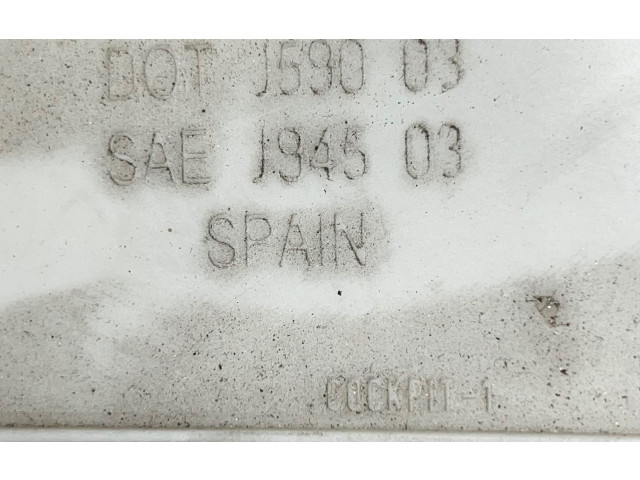 DOT J590 03
SAE J945 03
SPAIN
COCKPIT-1